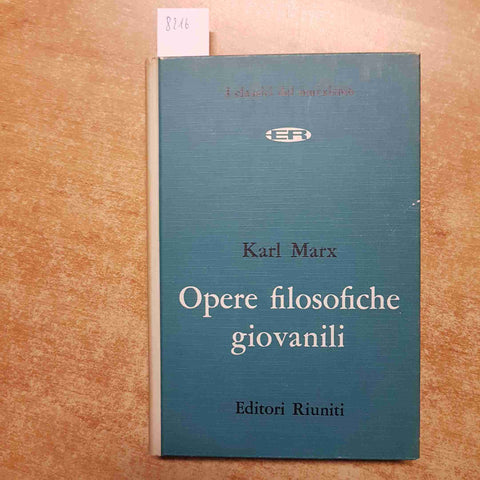 8216
I classici del marxismo
ER
Karl Marx
Opere filosofiche
giovanili
Editori Riuniti